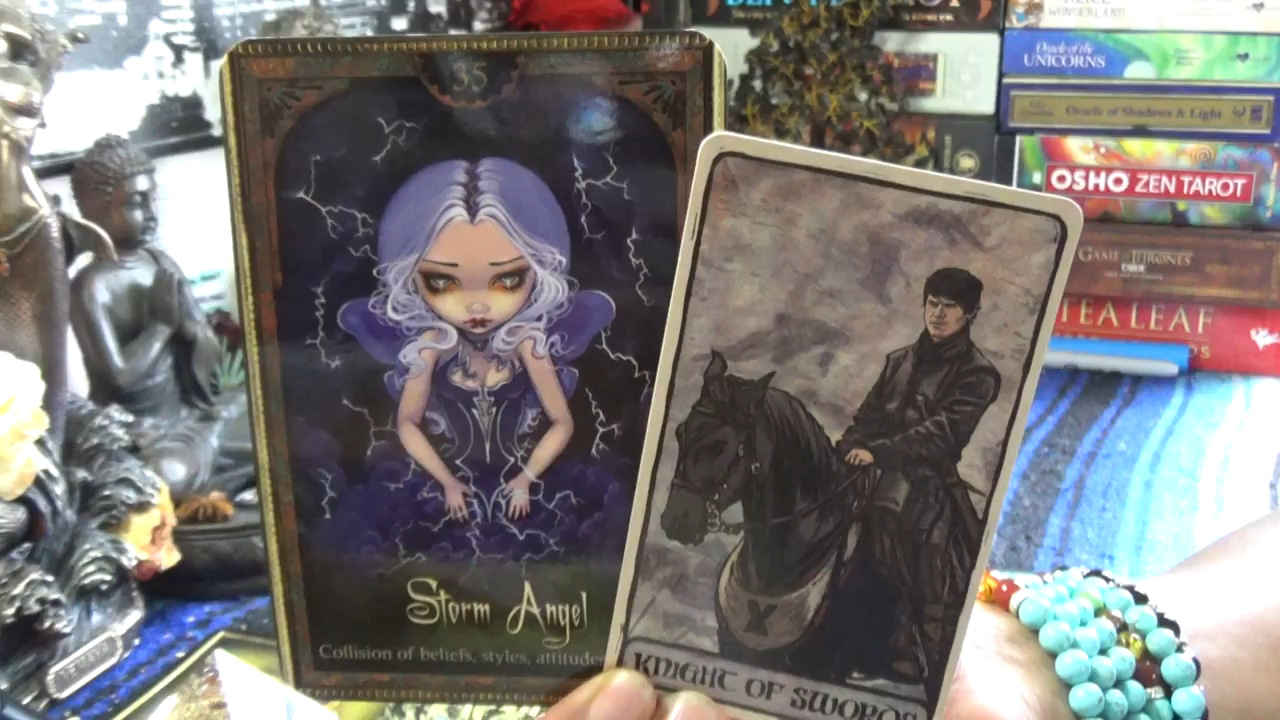 35
Storm Angel
Collision of beliefs, styles, attitudes
X
KNIGHT OF SWORDS
WONDERLAND
Oracle of the
UNICORNS
Oracle of Shadows & Light
OSHO ZEN TAROT
GAME OF THRONES
TEA LEAF